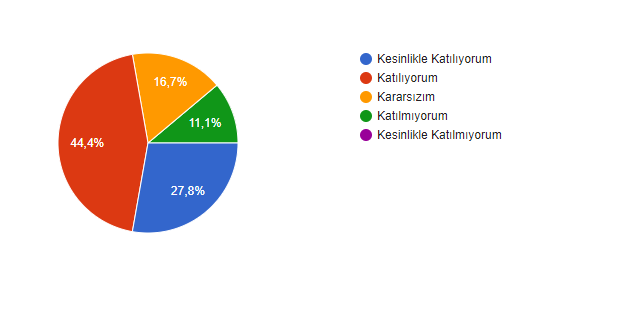 Kesinlikle Katılıyorum
Katılıyorum
Kararsızım
Katılmıyorum
Kesinlikle Katılmıyorum
16,7%
11,1%
44,4%
27,8%